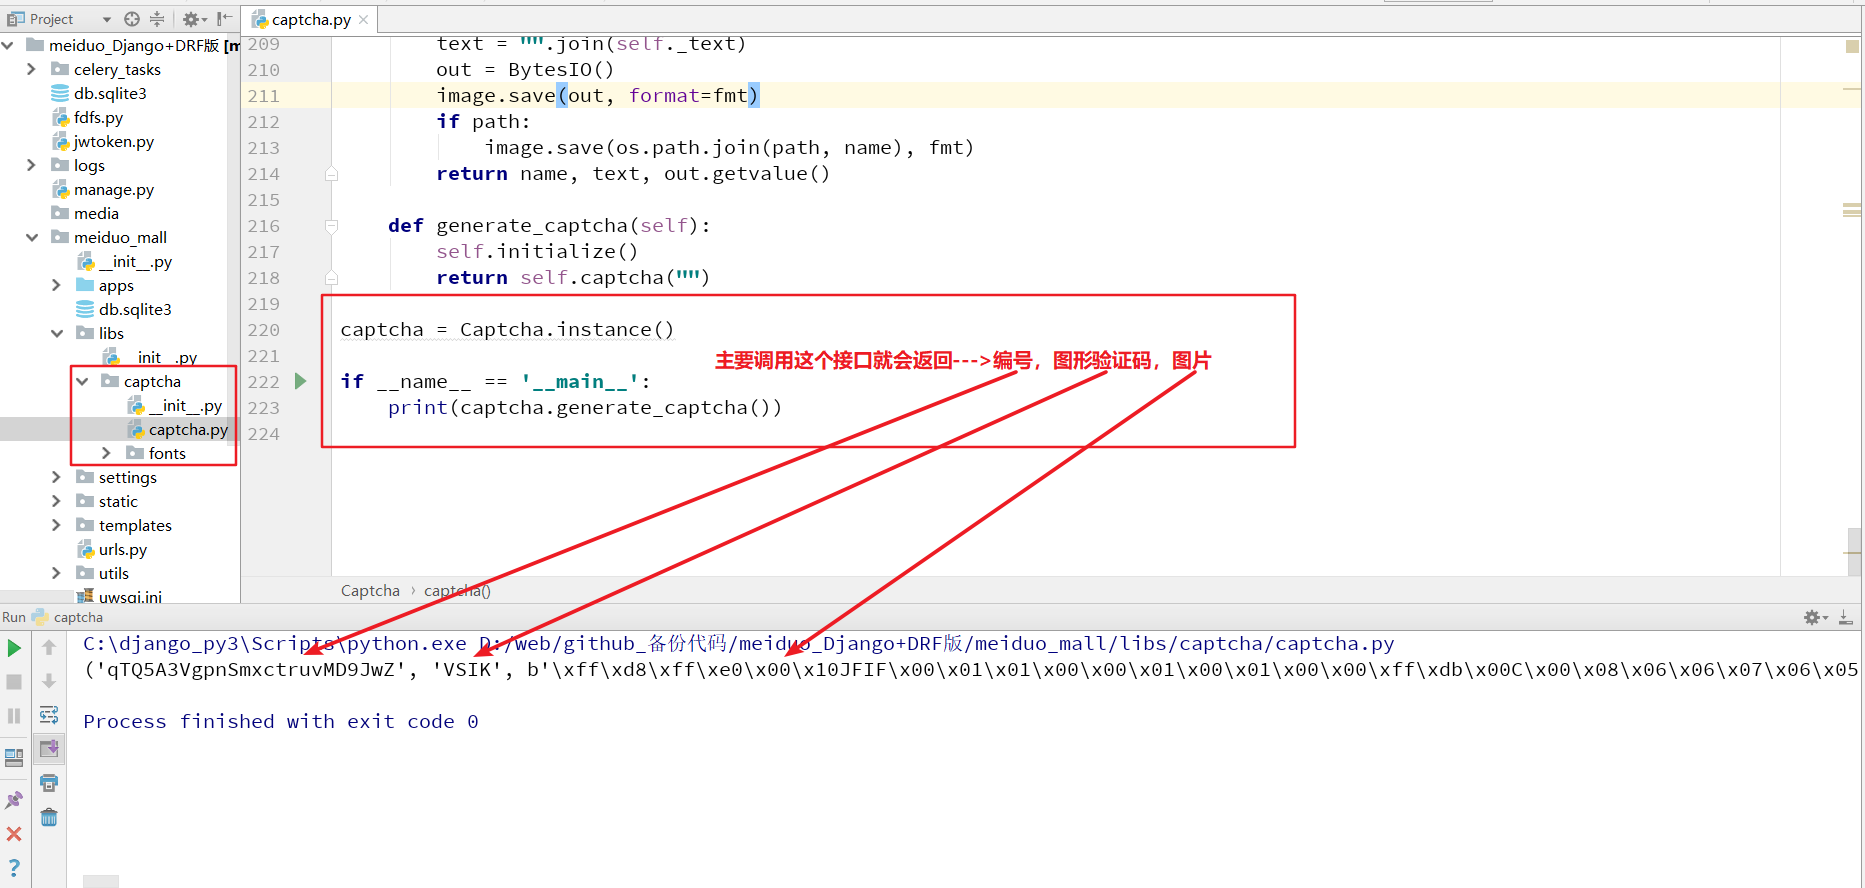 Project
captcha.py
meiduo_Django+DRF版 [m
celery_tasks
db.sqlite3
fdfs.py
jwtoken.py
logs
manage.py
media
meiduo_mall
__init__.py
apps
db.sqlite3
libs
__init__.py
captcha
__init__.py
captcha.py
fonts
settings
static
templates
urls.py
utils
uwsgi.ini
209 text = "".join(self._text)
210 out = BytesIO()
211 image.save(out, format=fmt)
212 if path:
213 image.save(os.path.join(path, name), fmt)
214 return name, text, out.getvalue()
215
216 def generate_captcha(self):
217 self.initialize()
218 return self.captcha("")
219
220 captcha = Captcha.instance()
221
主要调用这个接口就会返回--->编号，图形验证码，图片
222 if __name__ == '__main__':
223 print(captcha.generate_captcha())
224
Captcha › captcha()
Run captcha
C:\django_py3\Scripts\python.exe D:/web/github_备份代码/meiduo_Django+DRF版/meiduo_mall/libs/captcha/captcha.py
('qTQ5A3VgpnSmxctruvMD9JwZ', 'VSIK', b'\xff\xd8\xff\xe0\x00\x10JFIF\x00\x01\x01\x00\x00\x01\x00\x01\x00\x00\xff\xdb\x00C\x00\x08\x06\x06\x07\x06\x05
Process finished with exit code 0